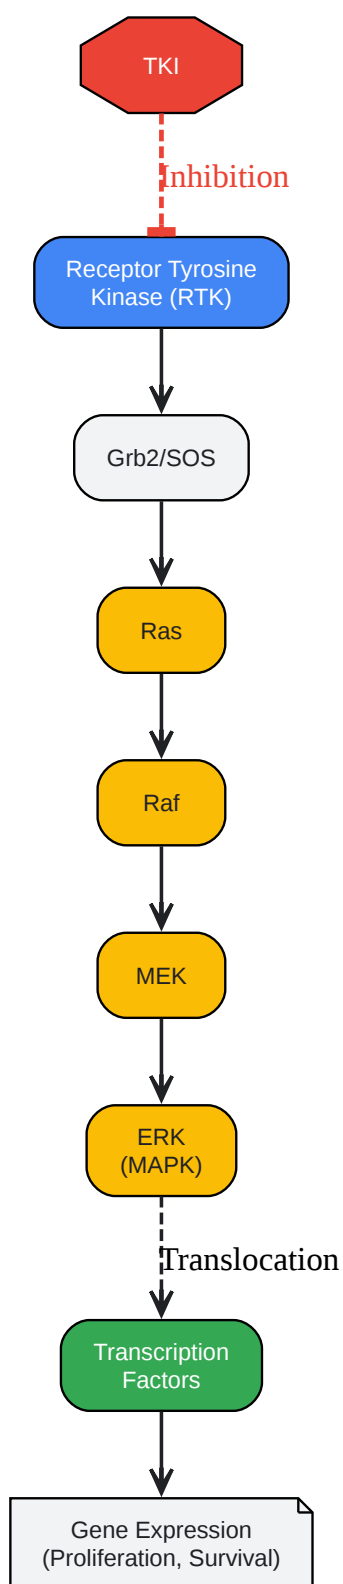 TKI
Inhibition
Receptor Tyrosine
Kinase (RTK)
Grb2/SOS
Ras
Raf
MEK
ERK
(MAPK)
Translocation
Transcription
Factors
Gene Expression
(Proliferation, Survival)